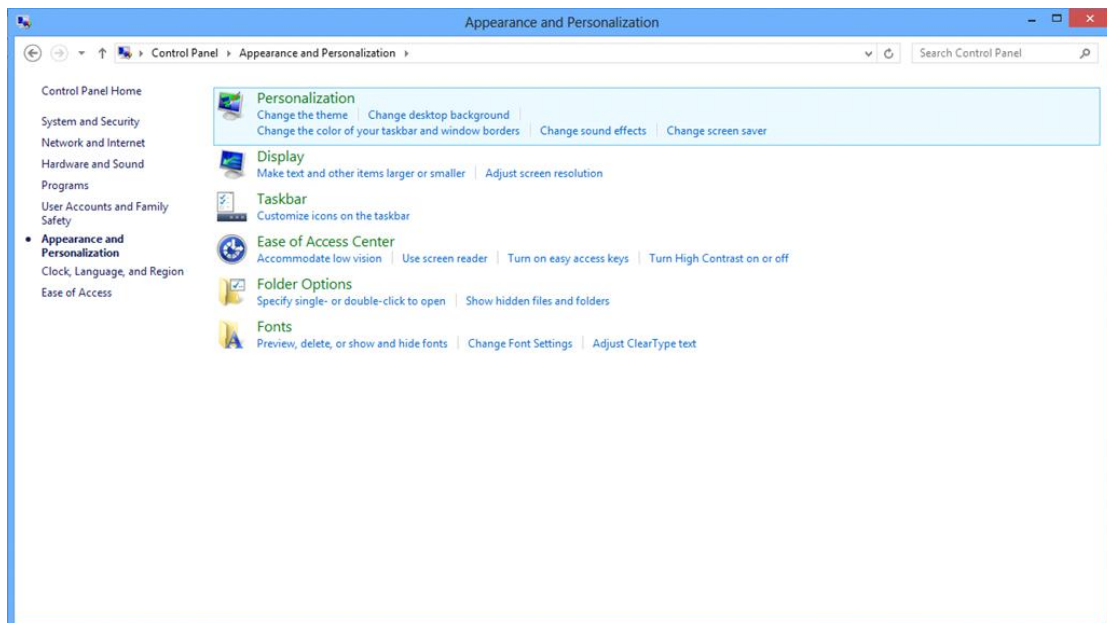 Appearance and Personalization
Control Panel Appearance and Personalization
Search Control Panel
Control Panel Home
System and Security
Network and Internet
Hardware and Sound
Programs
User Accounts and Family
Safety
Appearance and
Personalization
Clock, Language, and Region
Ease of Access
Personalization
Change the theme Change desktop background
Change the color of your taskbar and window borders Change sound effects Change screen saver
Display
Make text and other items larger or smaller Adjust screen resolution
Taskbar
Customize icons on the taskbar
Ease of Access Center
Accommodate low vision Use screen reader Turn on easy access keys Turn High Contrast on or off
Folder Options
Specify single- or double-click to open Show hidden files and folders
Fonts
Preview, delete, or show and hide fonts Change Font Settings Adjust ClearType text